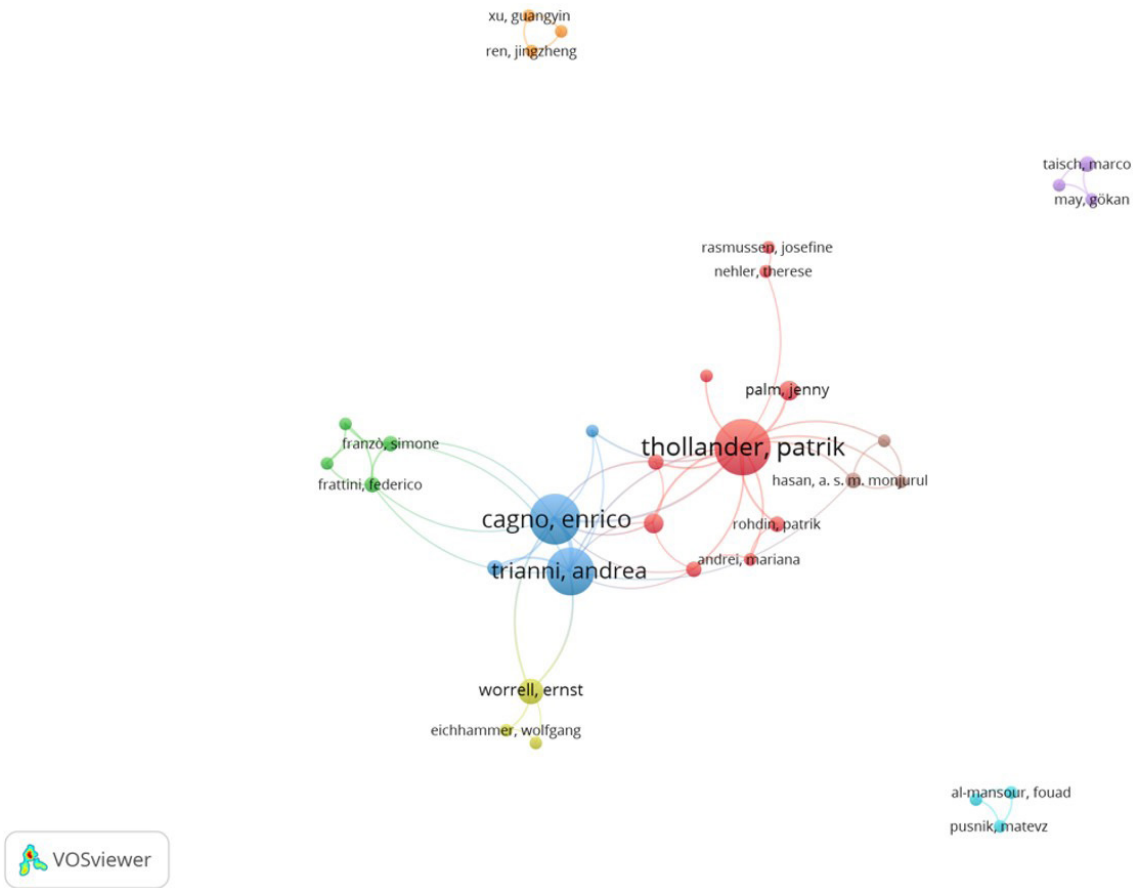 xu, guangyin
ren, jingzheng
taisch, marco
may, gökan
rasmussen, josefine
nehler, therese
palm, jenny
franzò, simone
thollander, patrik
frattini, federico
hasan, a. s. m. monjurul
cagno, enrico
rohdin, patrik
andrei, mariana
trianni, andrea
worrell, ernst
eichhammer, wolfgang
al-mansour, fouad
pusnik, matevz
VOSviewer